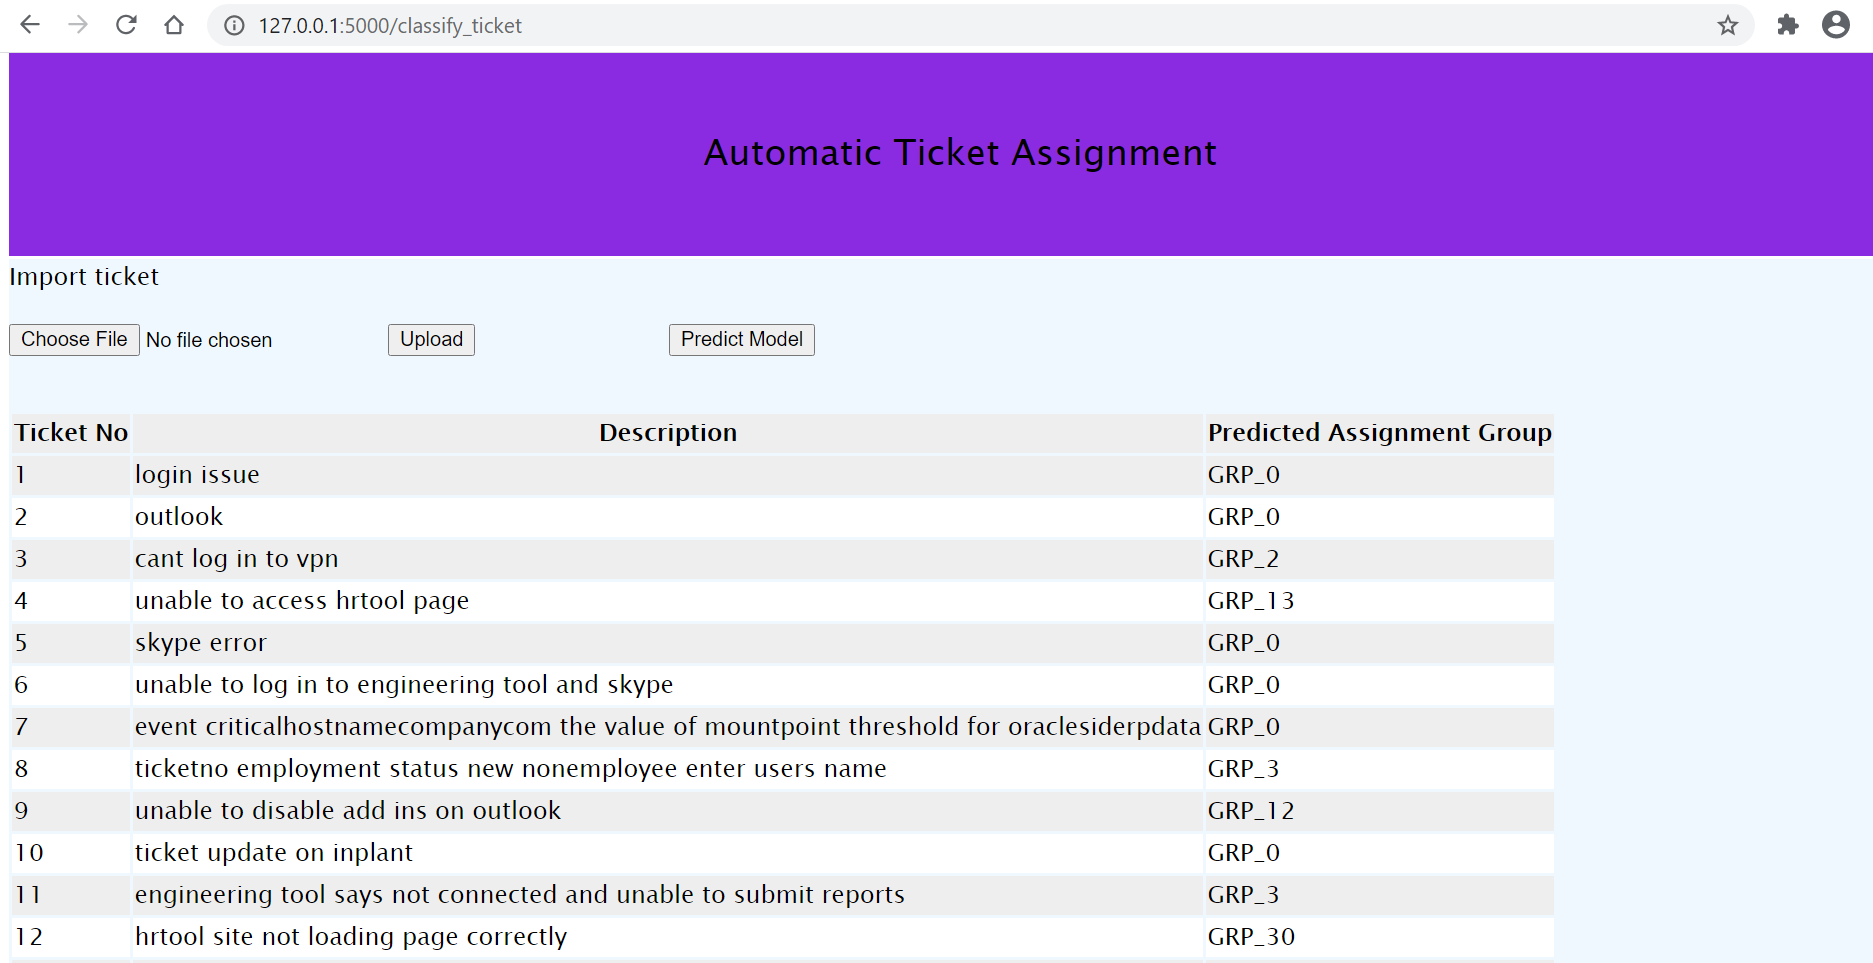 127.0.0.1:5000/classify_ticket
Automatic Ticket Assignment
Import ticket
Choose File No file chosen Upload Predict Model
Ticket No Description Predicted Assignment Group
1 login issue GRP_0
2 outlook GRP_0
3 cant log in to vpn GRP_2
4 unable to access hrtool page GRP_13
5 skype error GRP_0
6 unable to log in to engineering tool and skype GRP_0
7 event criticalhostnamecompanycom the value of mountpoint threshold for oraclesiderpdata GRP_0
8 ticketno employment status new nonemployee enter users name GRP_3
9 unable to disable add ins on outlook GRP_12
10 ticket update on inplant GRP_0
11 engineering tool says not connected and unable to submit reports GRP_3
12 hrtool site not loading page correctly GRP_30